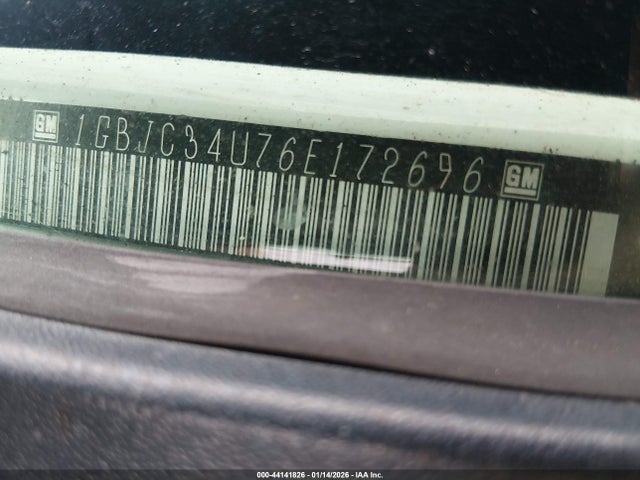 GM 1GBJC34U76E172696 GM
000-44141826 - 01/14/2026 - IAA Inc.